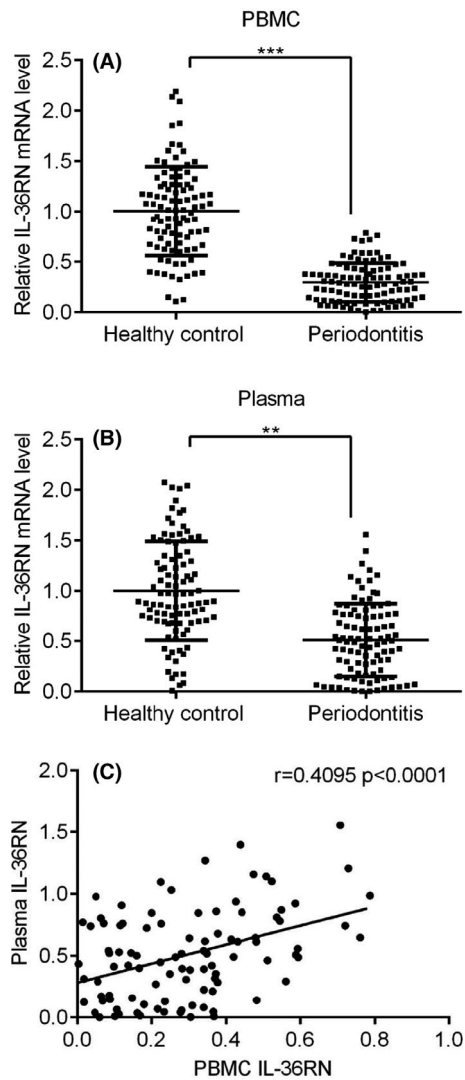 PBMC
(A)
***
Relative IL-36RN mRNA level
2.5
2.0
1.5
1.0
0.5
0.0
Healthy control Periodontitis
Plasma
(B)
**
Relative IL-36RN mRNA level
2.5
2.0
1.5
1.0
0.5
0.0
Healthy control Periodontitis
(C)
r=0.4095 p<0.0001
Plasma IL-36RN
2.0
1.5
1.0
0.5
0.0
0.0 0.2 0.4 0.6 0.8 1.0
PBMC IL-36RN